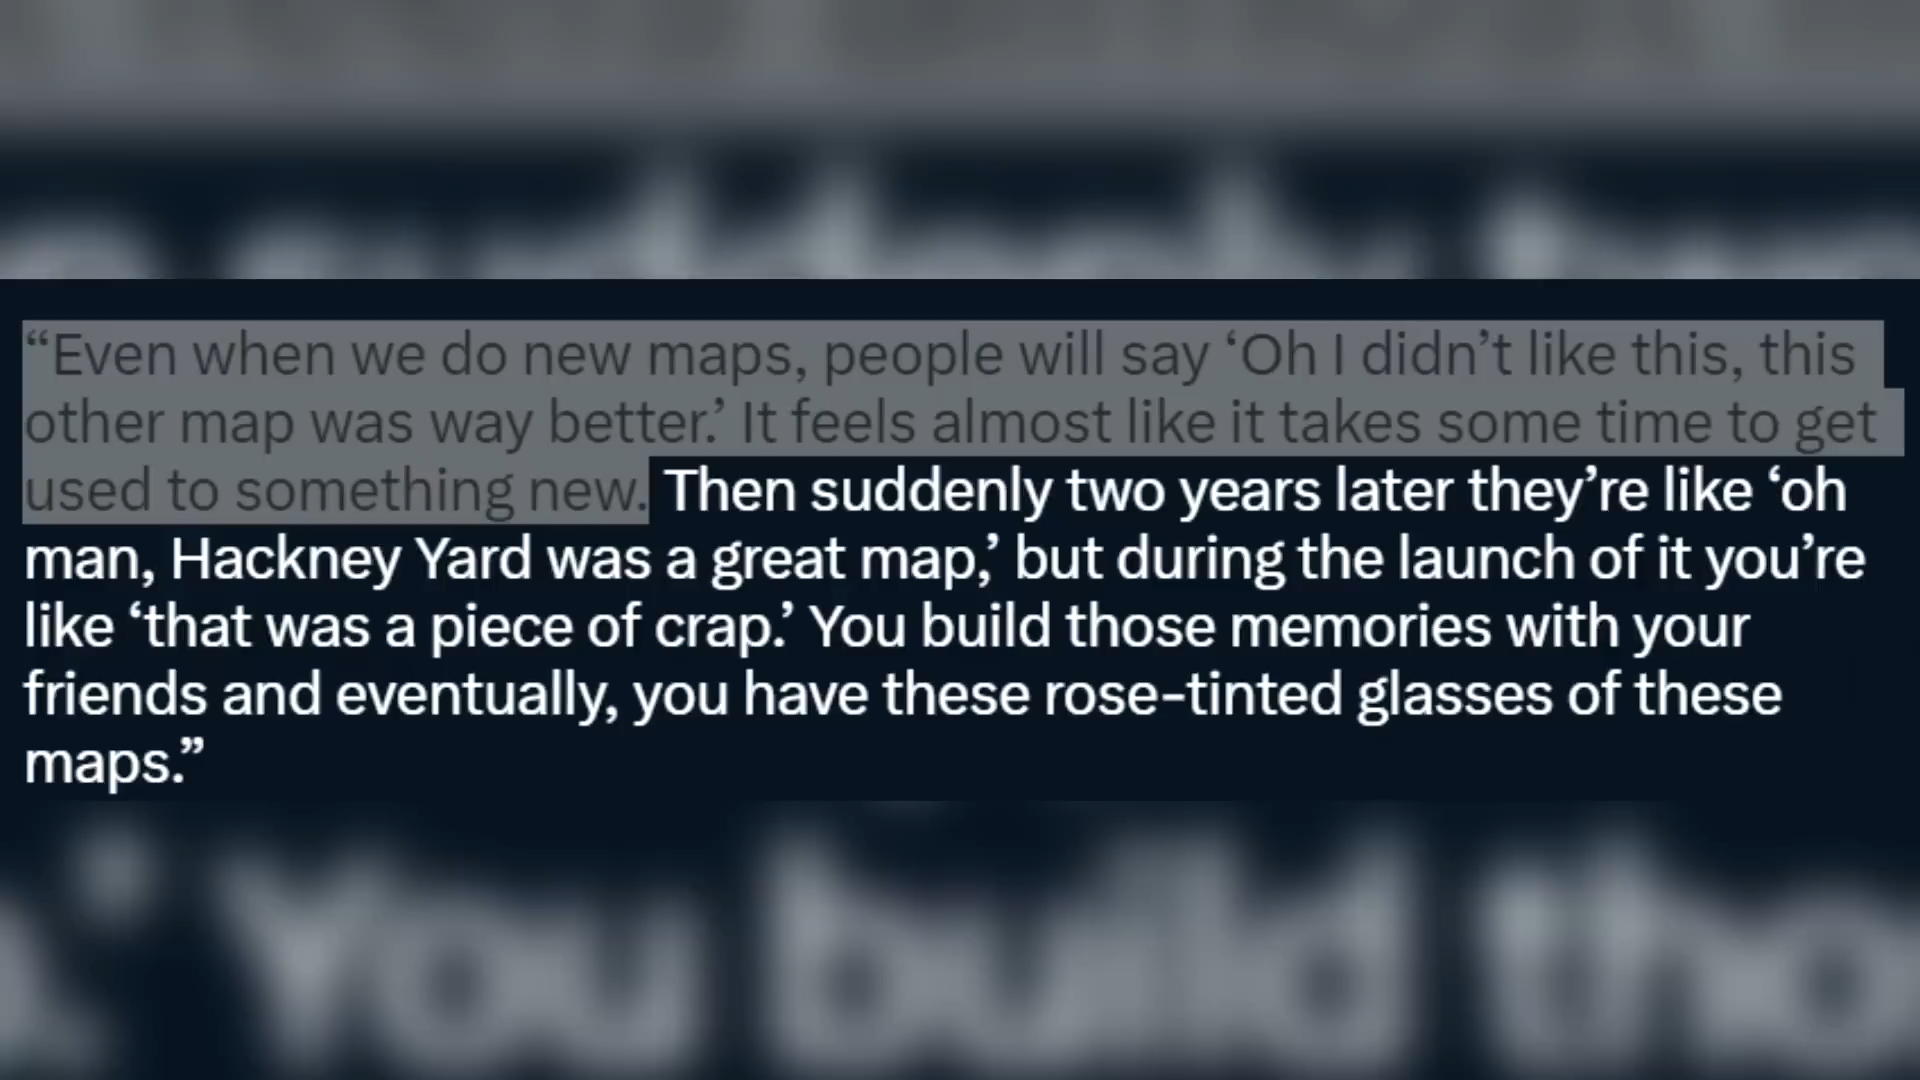 “Even when we do new maps, people will say ‘Oh I didn’t like this, this
other map was way better.’ It feels almost like it takes some time to get
used to something new. Then suddenly two years later they’re like ‘oh
man, Hackney Yard was a great map,’ but during the launch of it you’re
like ‘that was a piece of crap.’ You build those memories with your
friends and eventually, you have these rose-tinted glasses of these
maps.”
You build tho